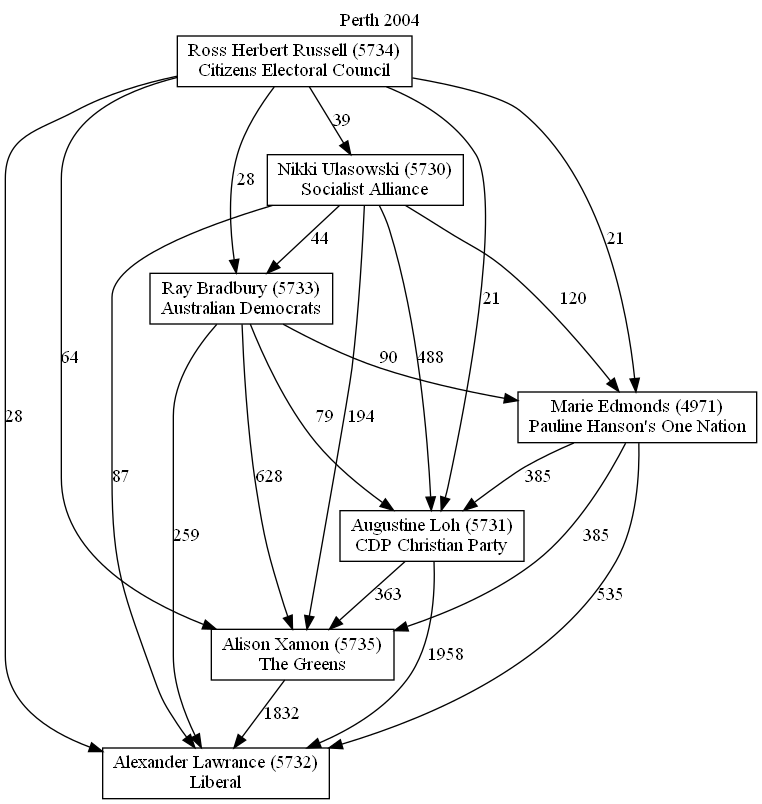 Perth 2004
Ross Herbert Russell (5734)
Citizens Electoral Council
39
Nikki Ulasowski (5730)
Socialist Alliance
28
44
21
Ray Bradbury (5733)
Australian Democrats
21
120
28
64
90
488
Marie Edmonds (4971)
Pauline Hanson's One Nation
79
194
87
628
385
259
Augustine Loh (5731)
CDP Christian Party
385
363
535
Alison Xamon (5735)
The Greens
1958
1832
Alexander Lawrance (5732)
Liberal